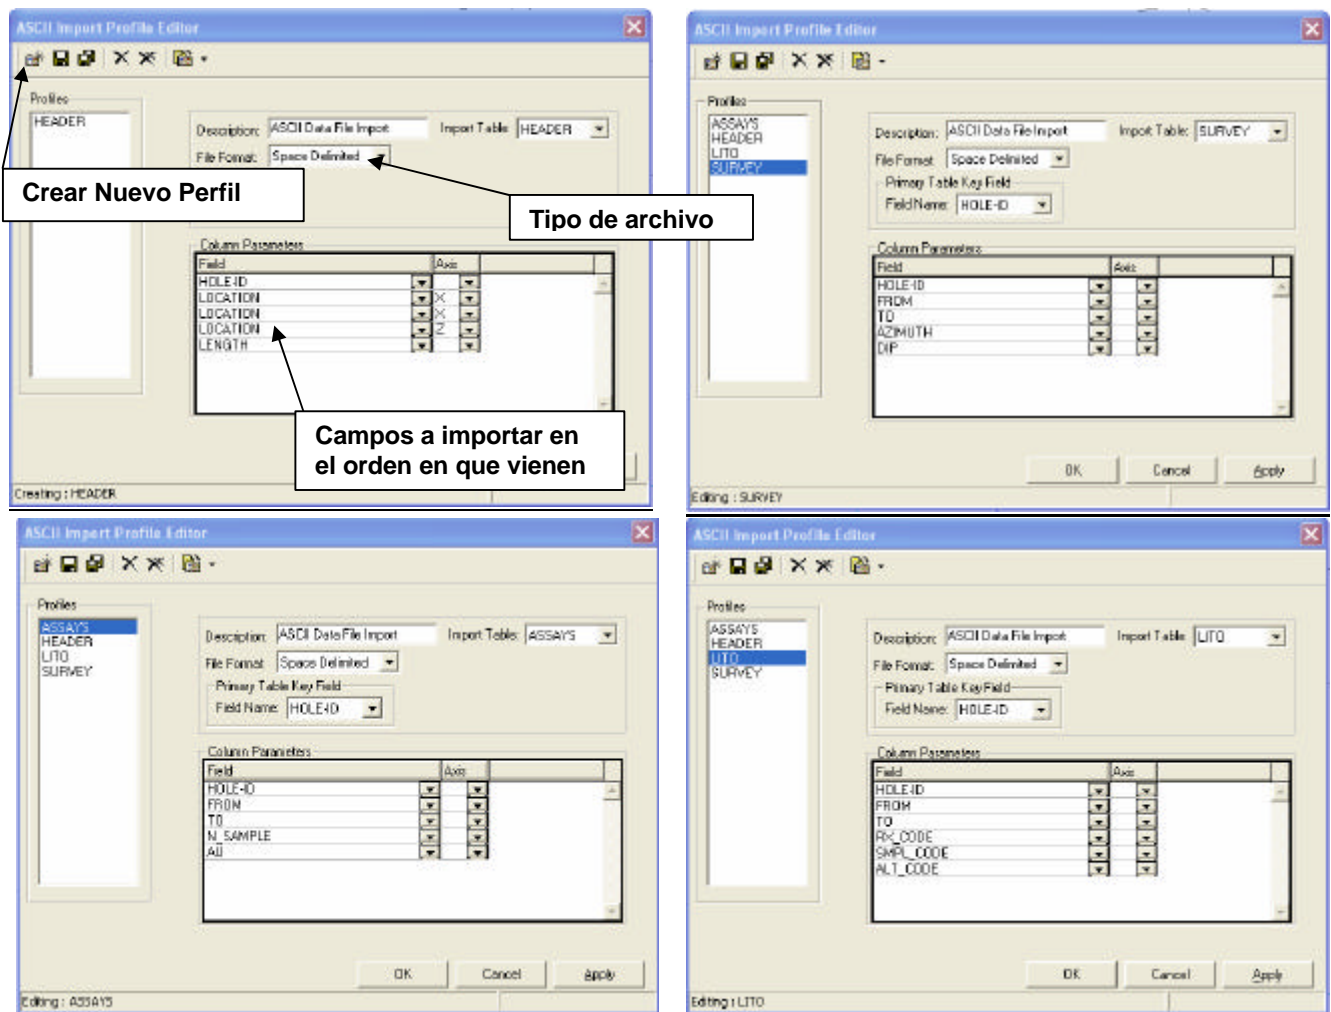 ASCII Import Profile Editor
Profiles
HEADER
Description: ASCII Data File Import
Import Table: HEADER
File Format: Space Delimited
Crear Nuevo Perfil
Tipo de archivo
Column Parameters
Field Axis
HOLE-ID
LOCATION X
LOCATION X
LOCATION Z
LENGTH
Campos a importar en
el orden en que vienen
Creating : HEADER
ASCII Import Profile Editor
Profiles
ASSAYS
HEADER
LITO
SURVEY
Description: ASCII Data File Import
Import Table: SURVEY
File Format: Space Delimited
Primary Table Key Field
Field Name: HOLE-ID
Column Parameters
Field Axis
HOLE-ID
FROM
TO
AZIMUTH
DIP
OK Cancel Apply
Editing : SURVEY
ASCII Import Profile Editor
Profiles
ASSAYS
HEADER
LITO
SURVEY
Description: ASCII Data File Import
Import Table: ASSAYS
File Format: Space Delimited
Primary Table Key Field
Field Name: HOLE-ID
Column Parameters
Field Axis
HOLE-ID
FROM
TO
N_SAMPLE
AU
OK Cancel Apply
Editing : ASSAYS
ASCII Import Profile Editor
Profiles
ASSAYS
HEADER
LITO
SURVEY
Description: ASCII Data File Import
Import Table: LITO
File Format: Space Delimited
Primary Table Key Field
Field Name: HOLE-ID
Column Parameters
Field Axis
HOLE-ID
FROM
TO
RX_CODE
SMPL_CODE
ALT_CODE
OK Cancel Apply
Editing : LITO